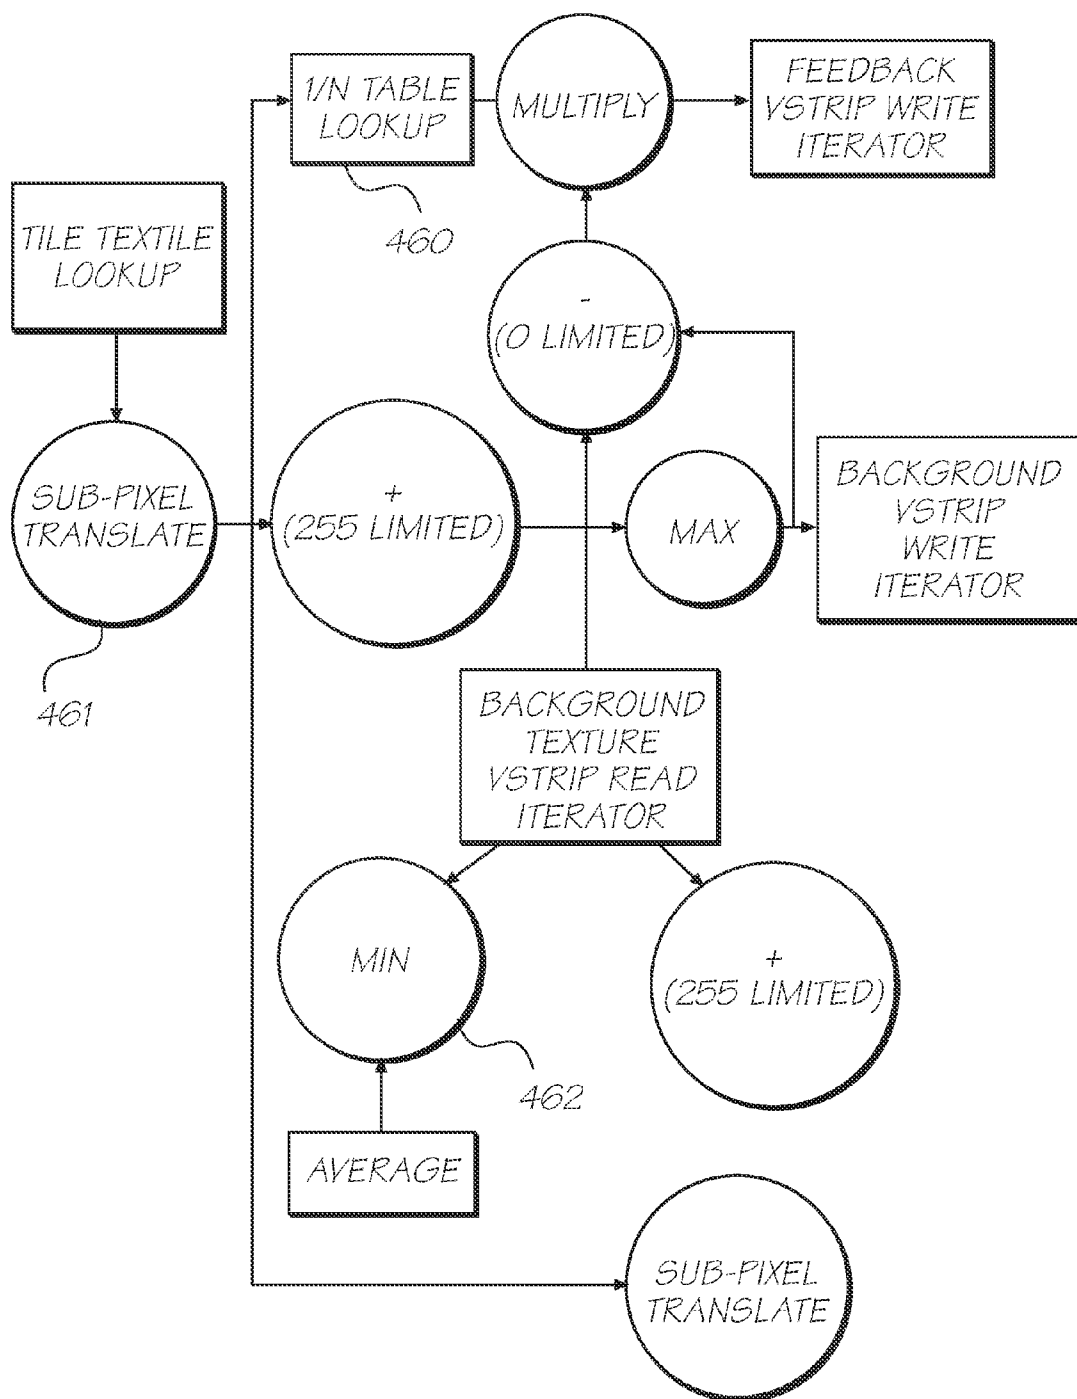 1/N TABLE
LOOKUP
MULTIPLY
FEEDBACK
VSTRIP WRITE
ITERATOR
460
TILE TEXTILE
LOOKUP
-
(0 LIMITED)
SUB-PIXEL
TRANSLATE
461
+
(255 LIMITED)
MAX
BACKGROUND
VSTRIP
WRITE
ITERATOR
BACKGROUND
TEXTURE
VSTRIP READ
ITERATOR
MIN
462
+
(255 LIMITED)
AVERAGE
SUB-PIXEL
TRANSLATE